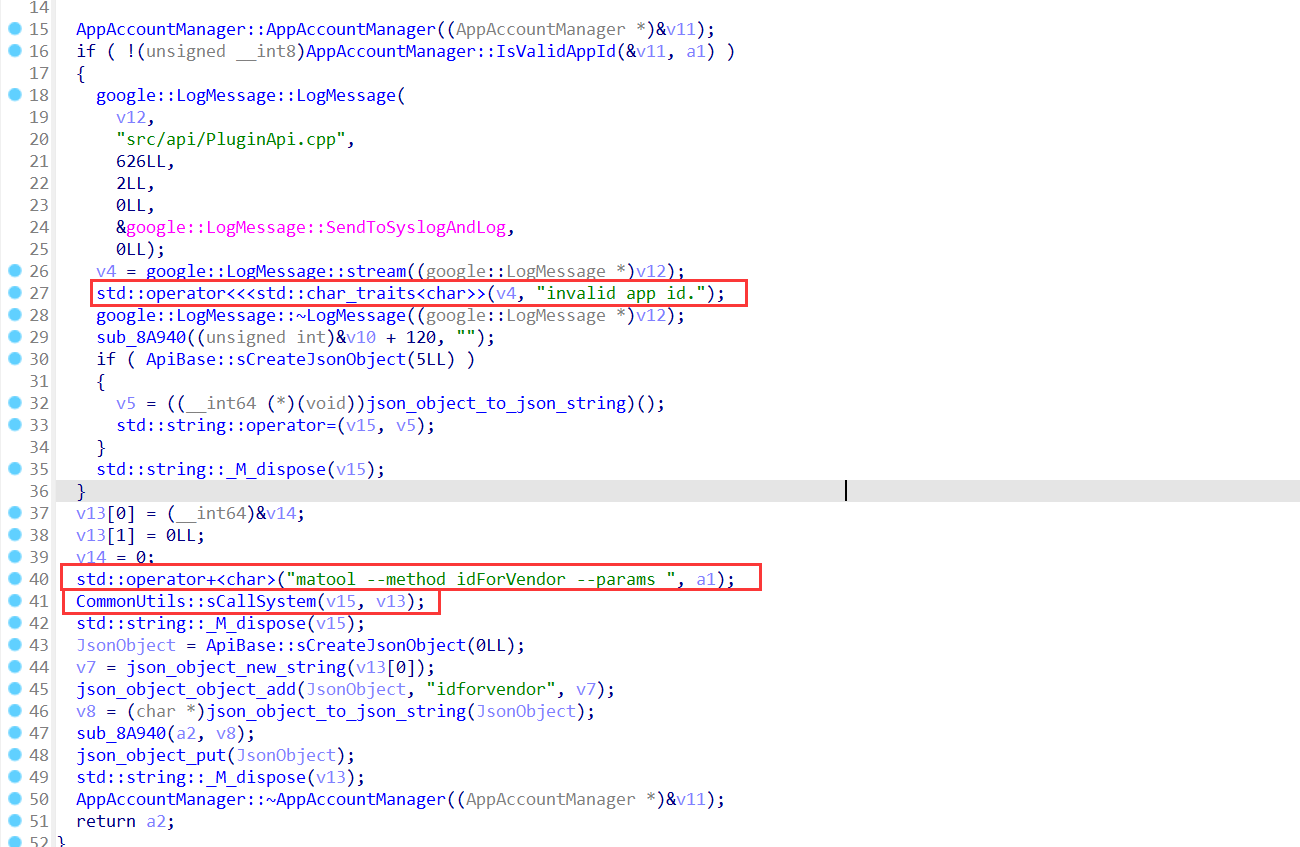 14
15 AppAccountManager::AppAccountManager((AppAccountManager *)&v11);
16 if ( !(unsigned __int8)AppAccountManager::IsValidAppId(&v11, a1) )
17 {
18 google::LogMessage::LogMessage(
19 v12,
20 "src/api/PluginApi.cpp",
21 626LL,
22 2LL,
23 0LL,
24 &google::LogMessage::SendToSyslogAndLog,
25 0LL);
26 v4 = google::LogMessage::stream((google::LogMessage *)v12);
27 std::operator<<<std::char_traits<char>>(v4, "invalid app id.");
28 google::LogMessage::~LogMessage((google::LogMessage *)v12);
29 sub_8A940((unsigned int)&v10 + 120, "");
30 if ( ApiBase::sCreateJsonObject(5LL) )
31 {
32 v5 = ((__int64 (*)(void))json_object_to_json_string)();
33 std::string::operator=(v15, v5);
34 }
35 std::string::_M_dispose(v15);
36 }
37 v13[0] = (__int64)&v14;
38 v13[1] = 0LL;
39 v14 = 0;
40 std::operator+<char>("matool --method idForVendor --params ", a1);
41 CommonUtils::sCallSystem(v15, v13);
42 std::string::_M_dispose(v15);
43 JsonObject = ApiBase::sCreateJsonObject(0LL);
44 v7 = json_object_new_string(v13[0]);
45 json_object_object_add(JsonObject, "idforvendor", v7);
46 v8 = (char *)json_object_to_json_string(JsonObject);
47 sub_8A940(a2, v8);
48 json_object_put(JsonObject);
49 std::string::_M_dispose(v13);
50 AppAccountManager::~AppAccountManager((AppAccountManager *)&v11);
51 return a2;
52 }